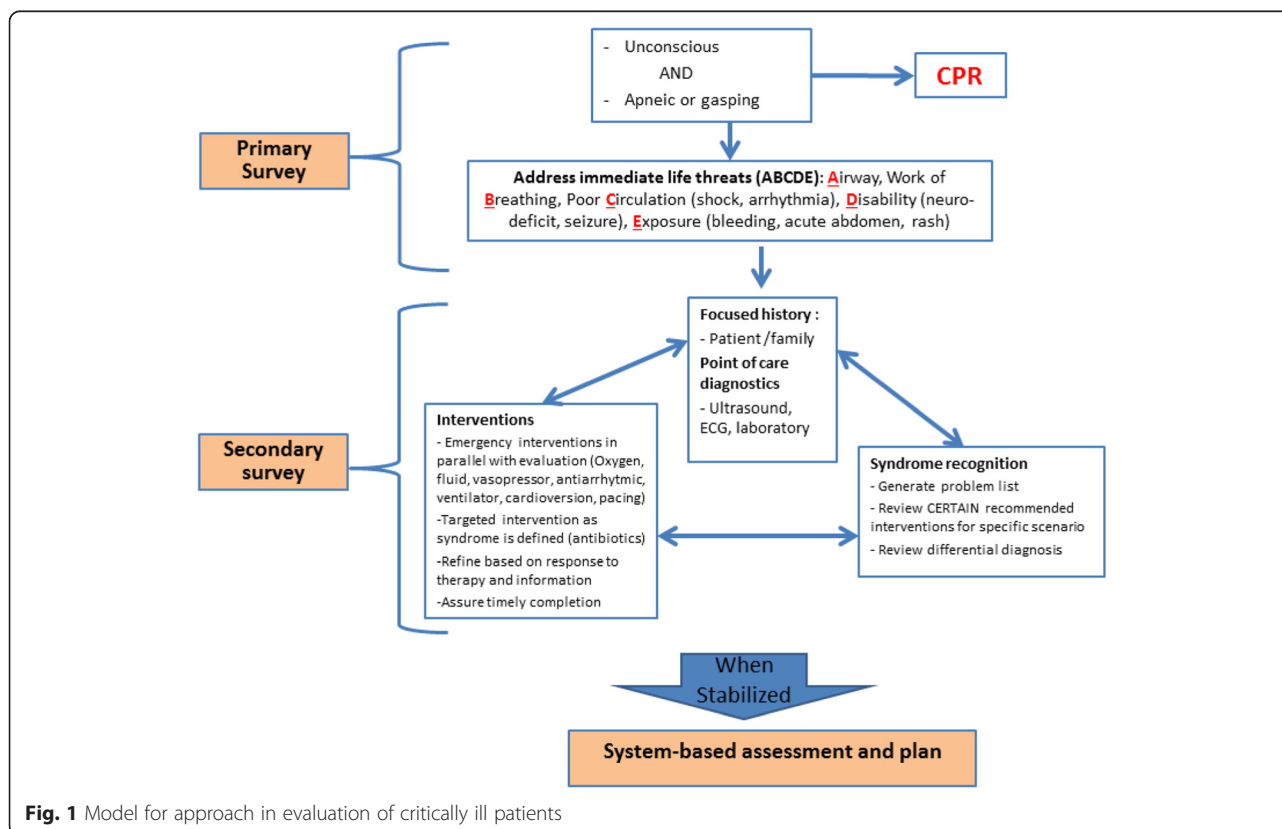 - Unconscious
AND
- Apneic or gasping
CPR
Primary
Survey
Address immediate life threats (ABCDE): Airway, Work of
Breathing, Poor Circulation (shock, arrhythmia), Disability (neuro-
deficit, seizure), Exposure (bleeding, acute abdomen, rash)
Focused history :
- Patient/family
Point of care
diagnostics
- Ultrasound,
ECG, laboratory
Secondary
survey
Interventions
- Emergency interventions in
parallel with evaluation (Oxygen,
fluid, vasopressor, antiarrhytmic,
ventilator, cardioversion, pacing)
-Targeted intervention as
syndrome is defined (antibiotics)
-Refine based on response to
therapy and information
-Assure timely completion
Syndrome recognition
- Generate problem list
- Review CERTAIN recommended
interventions for specific scenario
- Review differential diagnosis
When
Stabilized
System-based assessment and plan
Fig. 1 Model for approach in evaluation of critically ill patients